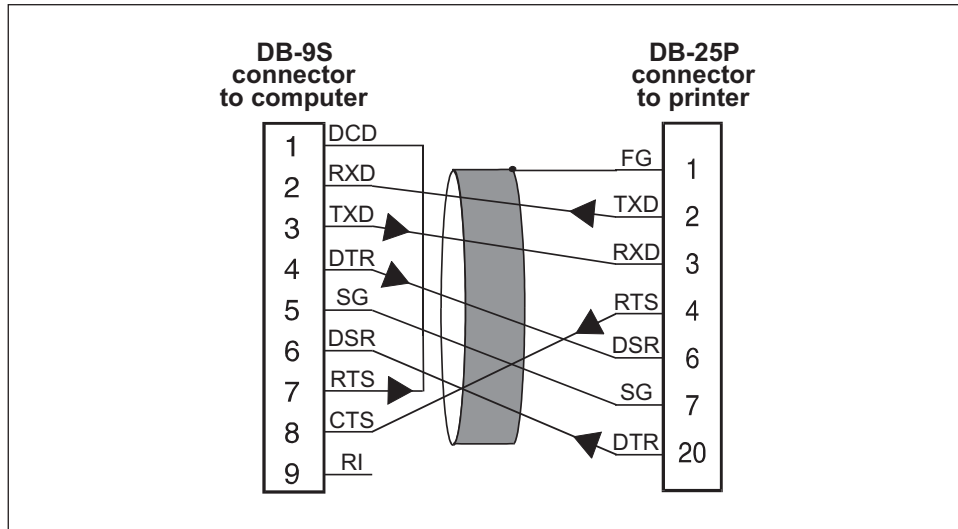 DB-9S
connector
to computer
1 DCD
2 RXD
3 TXD
4 DTR
5 SG
6 DSR
7 RTS
8 CTS
9 RI
DB-25P
connector
to printer
FG 1
TXD 2
RXD 3
RTS 4
DSR 6
SG 7
DTR 20